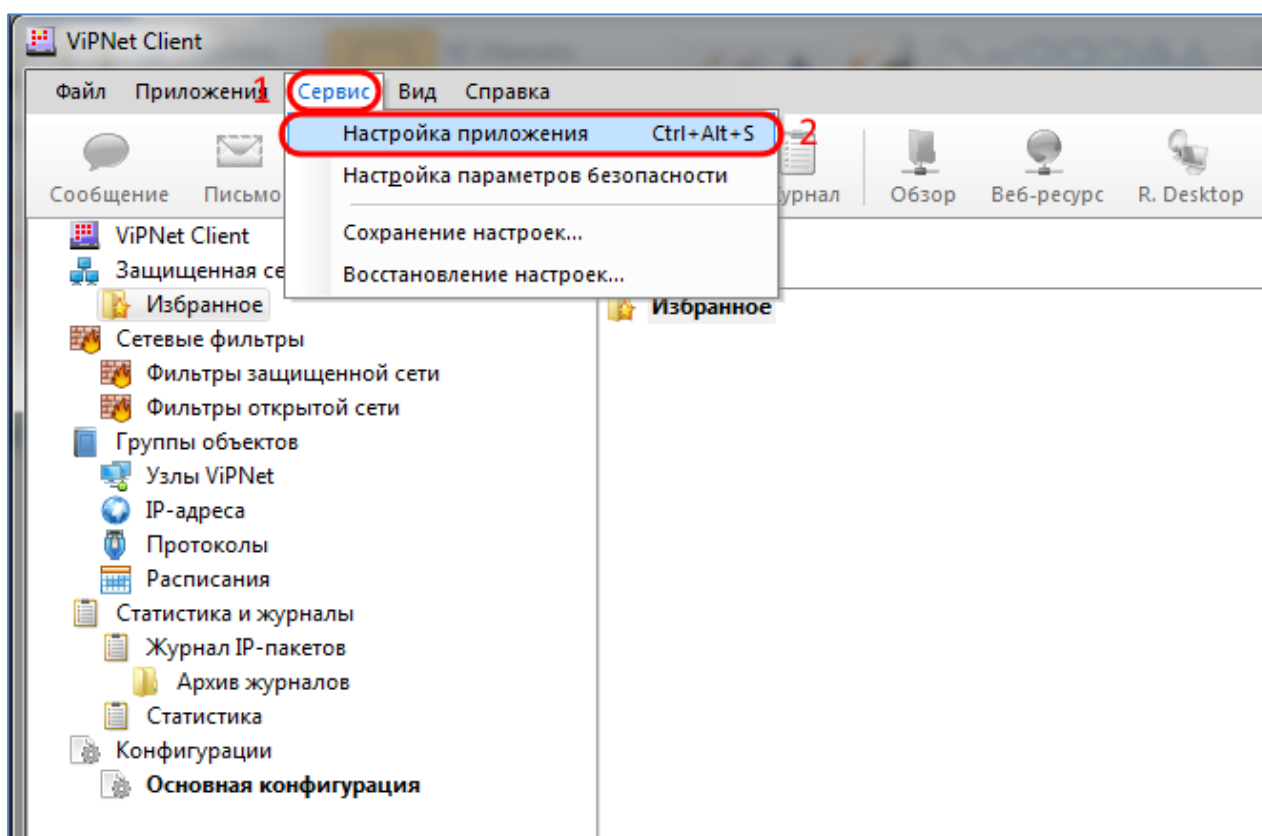 ViPNet Client
Файл Приложения 1 Сервис Вид Справка
Настройка приложения Ctrl+Alt+S 2
Настройка параметров безопасности
Сохранение настроек...
Восстановление настроек...
Сообщение Письмо Обзор Веб-ресурс R. Desktop
ViPNet Client
Защищенная се
Избранное
Избранное
Сетевые фильтры
Фильтры защищенной сети
Фильтры открытой сети
Группы объектов
Узлы ViPNet
IP-адреса
Протоколы
Расписания
Статистика и журналы
Журнал IP-пакетов
Архив журналов
Статистика
Конфигурации
Основная конфигурация